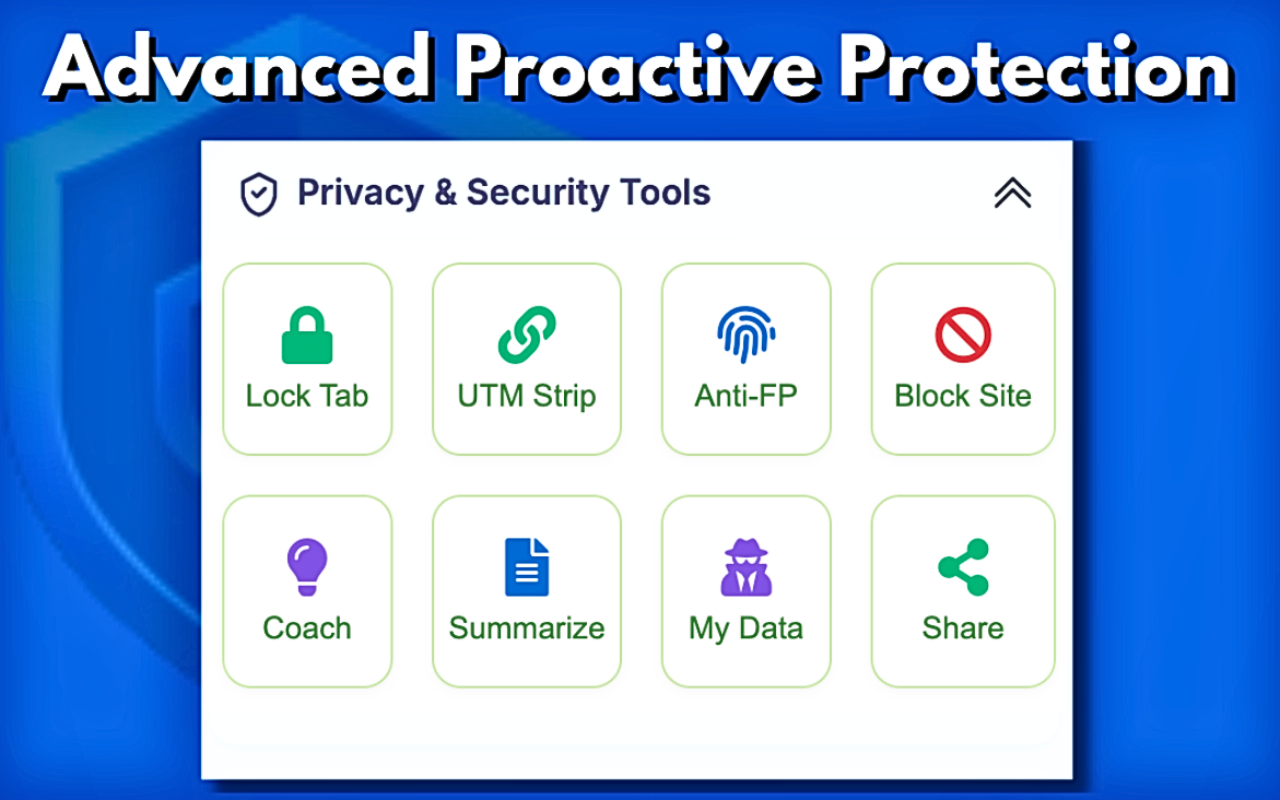 Advanced Proactive Protection
Privacy & Security Tools
Lock Tab
UTM Strip
Anti-FP
Block Site
Coach
Summarize
My Data
Share